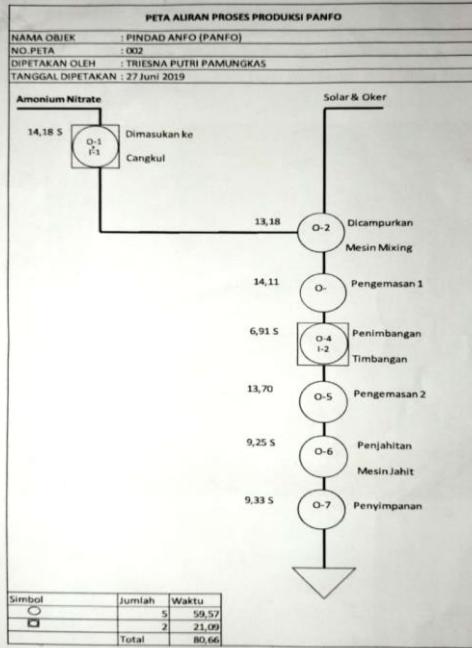 PETA ALIRAN PROSES PRODUKSI PANFO
NAMA OBJEK : PINDAD ANFO (PANFO)
NO.PETA : 002
DIPETAKAN OLEH : TRIESNA PUTRI PAMUNGKAS
TANGGAL DIPETAKAN : 27 Juni 2019
Amonium Nitrate
Solar & Oker
14,18 S
O-1
I-1
Dimasukan ke
Cangkul
13,18
O-2
Dicampurkan
Mesin Mixing
14,11
O-
Pengemasan 1
6,91 S
O-4
I-2
Penimbangan
Timbangan
13,70
O-5
Pengemasan 2
9,25 S
O-6
Penjahitan
Mesin Jahit
9,33 S
O-7
Penyimpanan
Simbol Jumlah Waktu
5 59,57
2 21,09
Total 80,66